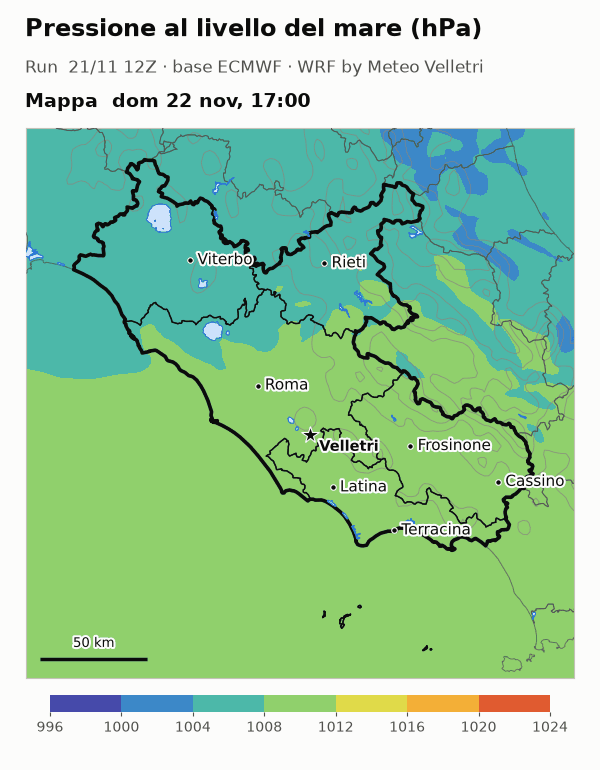 Pressione al livello del mare (hPa)
Run  21/11 12Z · base ECMWF · WRF by Meteo Velletri
Mappa  dom 22 nov, 17:00
Viterbo
Rieti
Roma
Velletri
Frosinone
Cassino
Latina
Terracina
50 km
996 1000 1004 1008 1012 1016 1020 1024